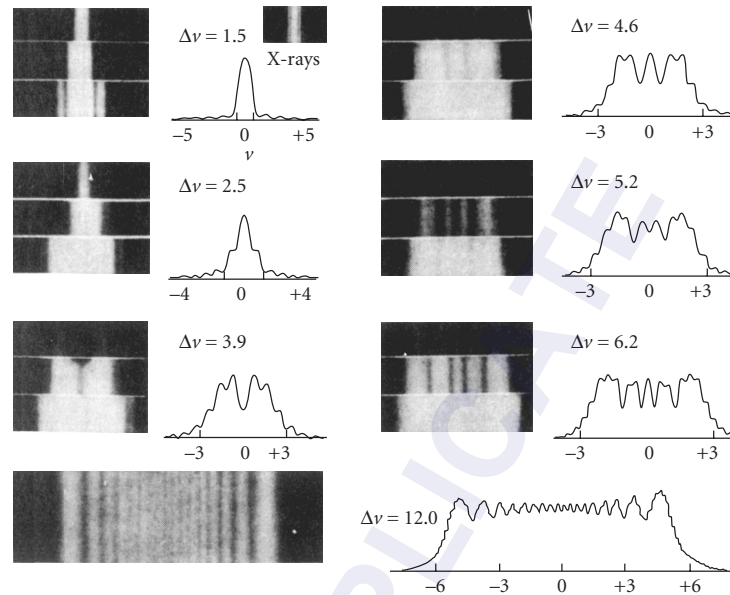 Δν = 1.5
X-rays
−5 0 +5
ν
Δν = 2.5
−4 0 +4
Δν = 3.9
−3 0 +3
Δν = 4.6
−3 0 +3
Δν = 5.2
−3 0 +3
Δν = 6.2
−3 0 +3
Δν = 12.0
−6 −3 0 +3 +6
PLICATE